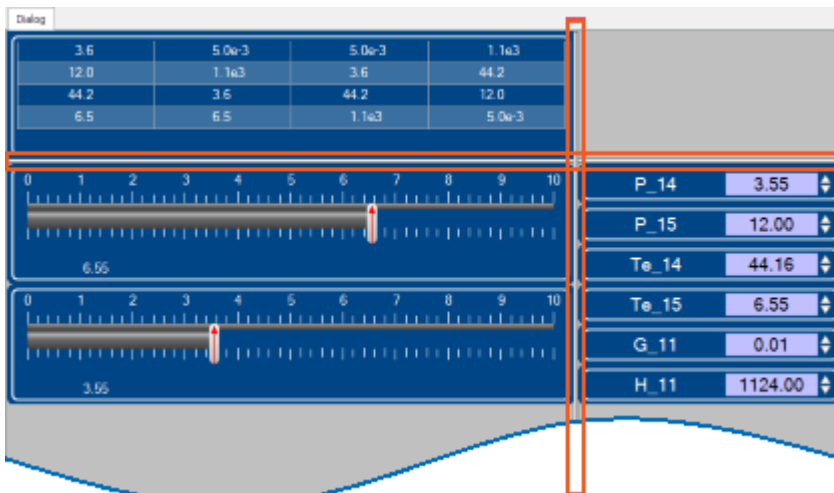 Dialog
3.6 5.0e-3 5.0e-3 1.1e3
12.0 1.1e3 3.6 44.2
44.2 3.6 44.2 12.0
6.5 6.5 1.1e3 5.0e-3
0 1 2 3 4 5 6 7 8 9 10
6.55
0 1 2 3 4 5 6 7 8 9 10
3.55
P_14 3.55
P_15 12.00
Te_14 44.16
Te_15 6.55
G_11 0.01
H_11 1124.00